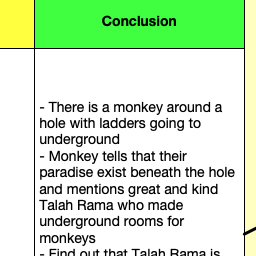 Conclusion
- There is a monkey around a
hole with ladders going to
underground
- Monkey tells that their
paradise exist beneath the hole
and mentions great and kind
Talah Rama who made
underground rooms for
monkeys
- Find out that Talah Rama is